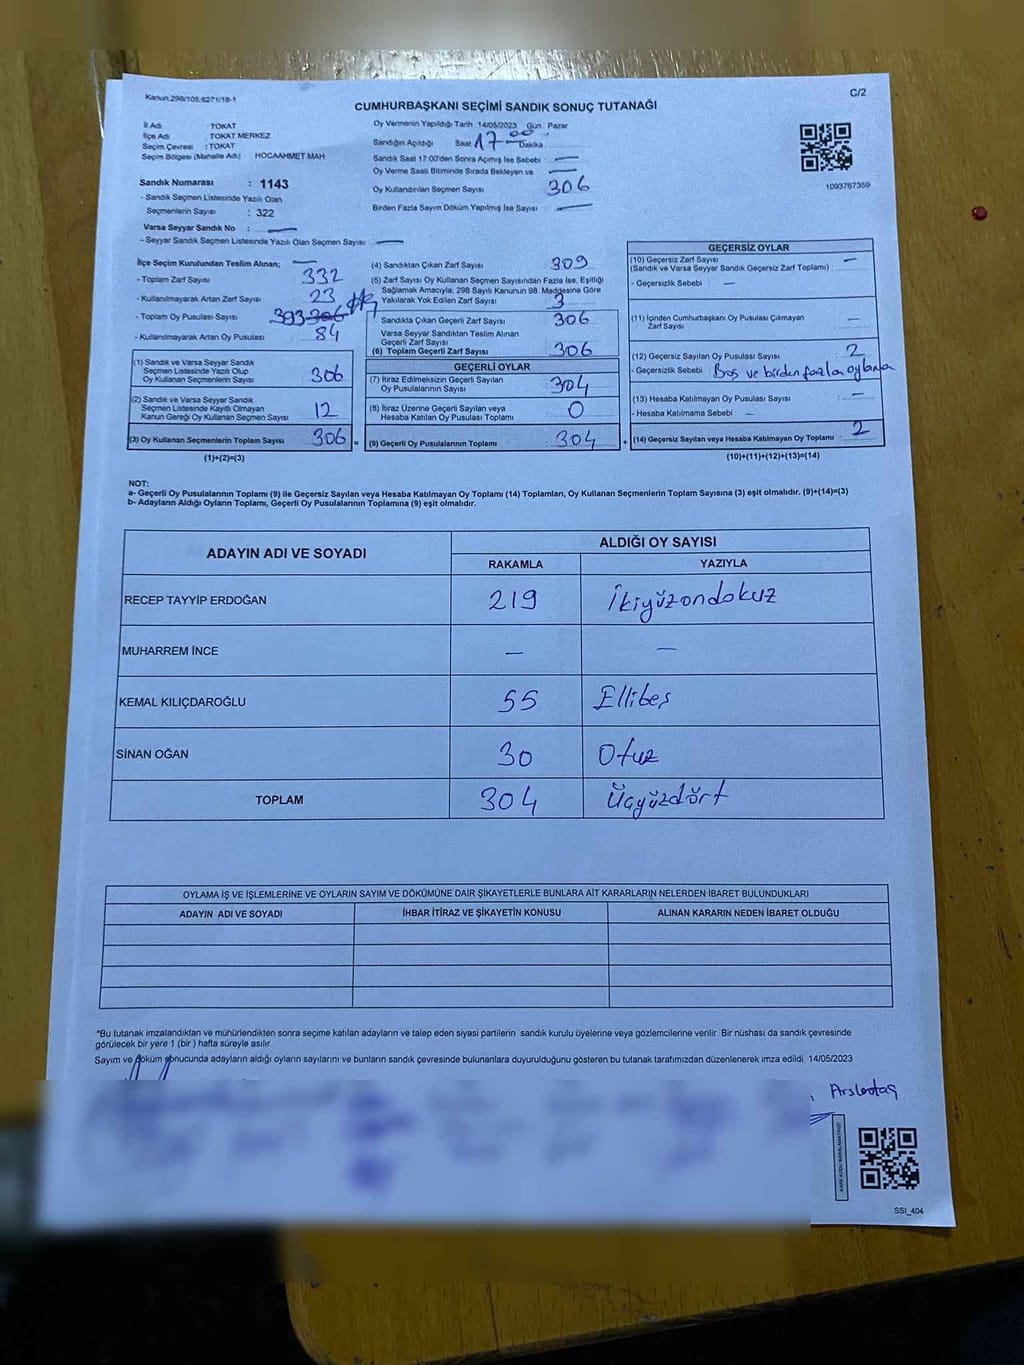 Kanun:298/105;6271/18-1
C/2
CUMHURBAŞKANI SEÇİMİ SANDIK SONUÇ TUTANAĞI
İl Adı TOKAT
İlçe Adı TOKAT MERKEZ
Seçim Çevresi : TOKAT
Seçim Bölgesi (Mahalle Adı) HOCAAHMET MAH
Sandık Numarası : 1143
- Sandık Seçmen Listesinde Yazılı Olan
Seçmenlerin Sayısı : 322
Varsa Seyyar Sandık No : —
- Seyyar Sandık Seçmen Listesinde Yazılı Olan Seçmen Sayısı: —
Oy Vermenin Yapıldığı Tarih 14/05/2023 Gün : Pazar
Sandığın Açıldığı Saat 17 00 Dakika
Sandık Saat 17:00'den Sonra Açımış İse Sebebi : —
Oy Verme Saati Bitiminde Sırada Bekleyen ve —
Oy Kullandırılan Seçmen Sayısı 306
Birden Fazla Sayım Döküm Yapılmış İse Sayısı : —
1093767359
İlçe Seçim Kurulundan Teslim Alınan; —
- Toplam Zarf Sayısı 332
- Kullanılmayarak Artan Zarf Sayısı 23
- Toplam Oy Pusulası Sayısı 393 306
- Kullanılmayarak Artan Oy Pusulası 84
(1) Sandık ve Varsa Seyyar Sandık
Seçmen Listesinde Yazılı Olup
Oy Kullanan Seçmenlerin Sayısı 306
(2) Sandık ve Varsa Seyyar Sandık
Seçmen Listesinde Kayıtlı Olmayan
Kanun Gereği Oy Kullanan Seçmen Sayısı 12
(3) Oy Kullanan Seçmenlerin Toplam Sayısı 306
(1)+(2)=(3)
(4) Sandıktan Çıkan Zarf Sayısı 309
(5) Zarf Sayısı Oy Kullanan Seçmen Sayısından Fazla İse, Eşitliği
Sağlamak Amacıyla; 298 Sayılı Kanunun 98. Maddesine Göre
Yakılarak Yok Edilen Zarf Sayısı 3
Sandıkta Çıkan Geçerli Zarf Sayısı 306
Varsa Seyyar Sandıktan Teslim Alınan
Geçerli Zarf Sayısı
(6) Toplam Geçerli Zarf Sayısı 306
GEÇERLİ OYLAR
(7) İtiraz Edilmeksizin Geçerli Sayılan
Oy Pusulalarının Sayısı 304
(8) İtiraz Üzerine Geçerli Sayılan veya
Hesaba Katılan Oy Pusulası Toplamı 0
= (9) Geçerli Oy Pusulalarının Toplamı 304 +
GEÇERSİZ OYLAR
(10) Geçersiz Zarf Sayısı —
(Sandık ve Varsa Seyyar Sandık Geçersiz Zarf Toplamı)
- Geçersizlik Sebebi —
(11) İçinden Cumhurbaşkanı Oy Pusulası Çıkmayan —
Zarf Sayısı
(12) Geçersiz Sayılan Oy Pusulası Sayısı 2
- Geçersizlik Sebebi Boş ve birden fazla oylama
(13) Hesaba Katılmayan Oy Pusulası Sayısı —
- Hesaba Katılmama Sebebi : —
(14) Geçersiz Sayılan veya Hesaba Katılmayan Oy Toplamı 2
(10)+(11)+(12)+(13)=(14)
NOT:
a- Geçerli Oy Pusulalarının Toplamı (9) ile Geçersiz Sayılan veya Hesaba Katılmayan Oy Toplamı (14) Toplamları, Oy Kullanan Seçmenlerin Toplam Sayısına (3) eşit olmalıdır. (9)+(14)=(3)
b- Adayların Aldığı Oyların Toplamı, Geçerli Oy Pusulalarının Toplamına (9) eşit olmalıdır.
ADAYIN ADI VE SOYADI ALDIĞI OY SAYISI
RAKAMLA YAZIYLA
RECEP TAYYİP ERDOĞAN 219 İkiyüzondokuz
MUHARREM İNCE — —
KEMAL KILIÇDAROĞLU 55 Ellibeş
SİNAN OĞAN 30 Otuz
TOPLAM 304 Üçyüzdört
OYLAMA İŞ VE İŞLEMLERİNE VE OYLARIN SAYIM VE DÖKÜMÜNE DAİR ŞİKAYETLERLE BUNLARA AİT KARARLARIN NELERDEN İBARET BULUNDUKLARI
ADAYIN ADI VE SOYADI İHBAR İTİRAZ VE ŞİKAYETİN KONUSU ALINAN KARARIN NEDEN İBARET OLDUĞU
*Bu tutanak imzalandıktan ve mühürlendikten sonra seçime katılan adayların ve talep eden siyasi partilerin sandık kurulu üyelerine veya gözlemcilerine verilir. Bir nüshası da sandık çevresinde
görülecek bir yere 1 (bir) hafta süreyle asılır.
Sayım ve döküm sonucunda adayların aldığı oyların sayılarını ve bunların sandık çevresinde bulunanlara duyurulduğunu gösteren bu tutanak tarafımızdan düzenlenerek imza edildi. 14/05/2023
Arslantaş
SSI_404